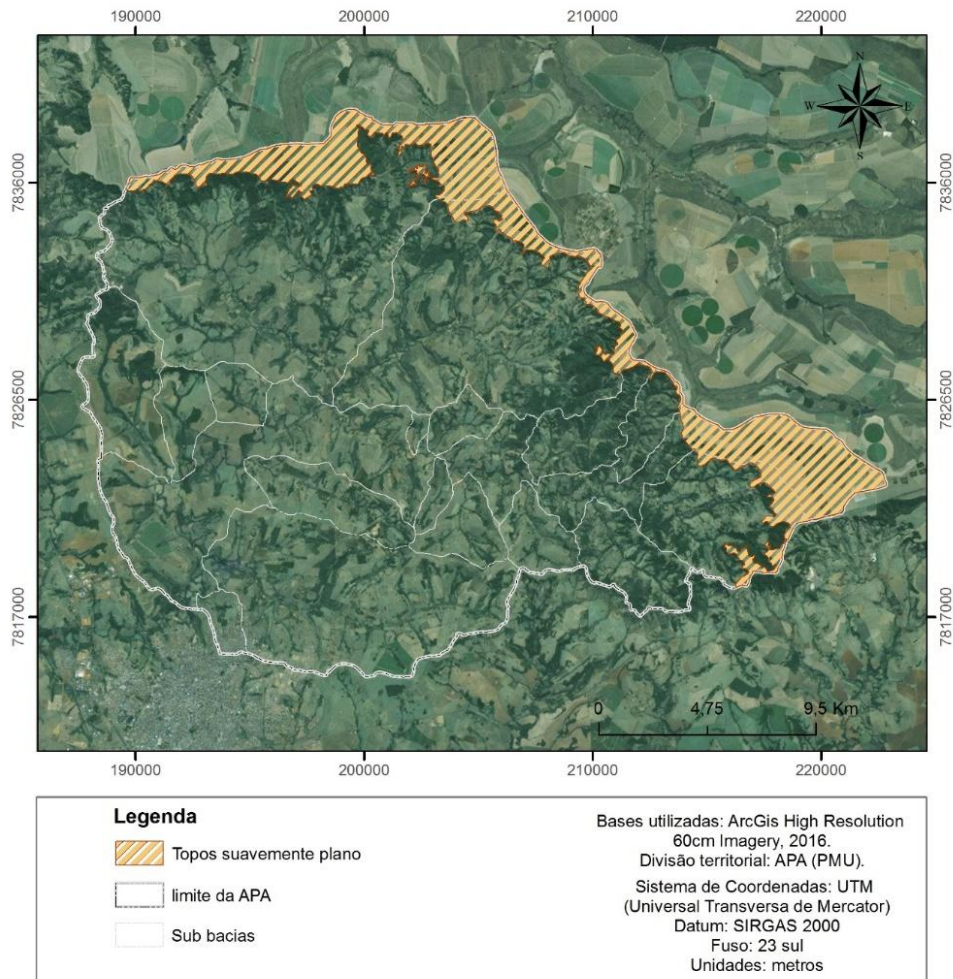 190000 200000 210000 220000
N
W E
S
7836000 7836000
7826500 7826500
7817000 7817000
0 4,75 9,5 Km
190000 200000 210000 220000
Legenda
Topos suavemente plano
limite da APA
Sub bacias
Bases utilizadas: ArcGis High Resolution
60cm Imagery, 2016.
Divisão territorial: APA (PMU).
Sistema de Coordenadas: UTM
(Universal Transversa de Mercator)
Datum: SIRGAS 2000
Fuso: 23 sul
Unidades: metros